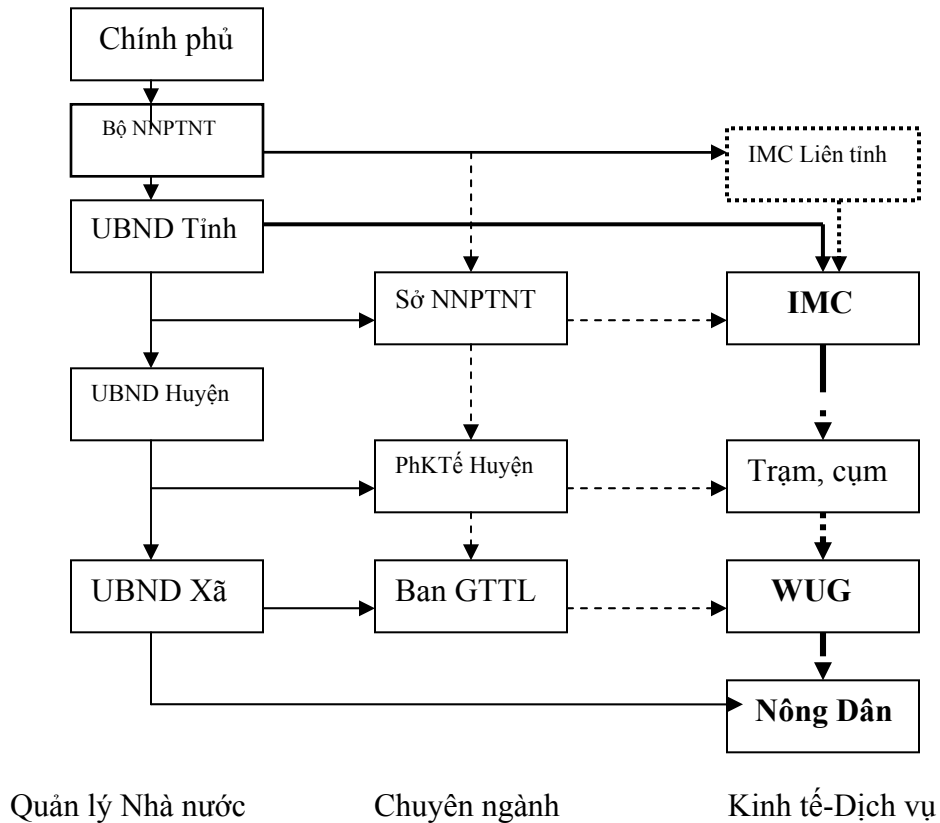 Chính phủ
Bộ NNPTNT
IMC Liên tỉnh
UBND Tỉnh
Sở NNPTNT
IMC
UBND Huyện
PhKTế Huyện
Trạm, cụm
UBND Xã
Ban GTTL
WUG
Nông Dân
Quản lý Nhà nước
Chuyên ngành
Kinh tế-Dịch vụ